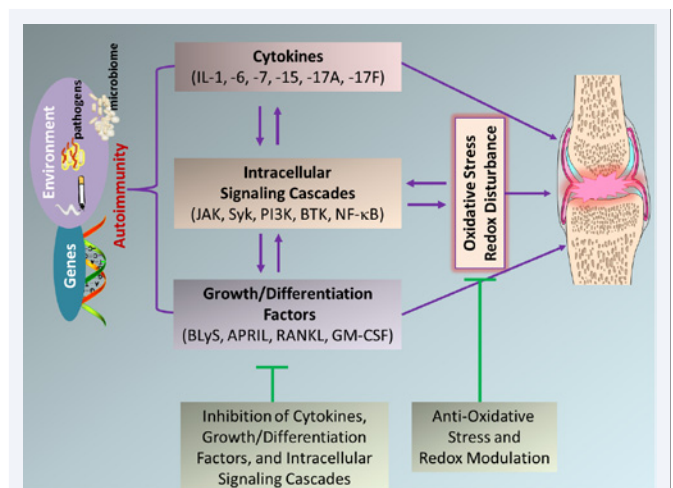 Environment
pathogens
microbiome
Genes
Autoimmunity
Cytokines
(IL-1, -6, -7, -15, -17A, -17F)
Intracellular
Signaling Cascades
(JAK, Syk, PI3K, BTK, NF-κB)
Growth/Differentiation
Factors
(BLyS, APRIL, RANKL, GM-CSF)
Oxidative Stress
Redox Disturbance
Inhibition of Cytokines,
Growth/Differentiation
Factors, and Intracellular
Signaling Cascades
Anti-Oxidative
Stress and
Redox Modulation